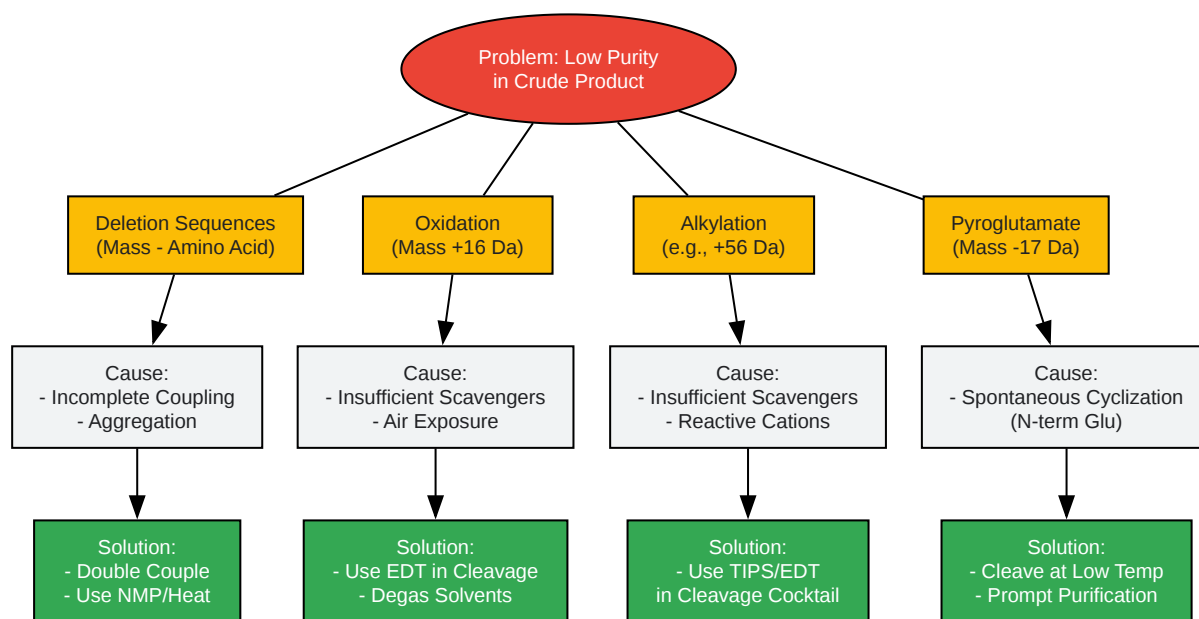 Problem: Low Purity
in Crude Product
Deletion Sequences
(Mass - Amino Acid)
Oxidation
(Mass +16 Da)
Alkylation
(e.g., +56 Da)
Pyroglutamate
(Mass -17 Da)
Cause:
- Incomplete Coupling
- Aggregation
Cause:
- Insufficient Scavengers
- Air Exposure
Cause:
- Insufficient Scavengers
- Reactive Cations
Cause:
- Spontaneous Cyclization
(N-term Glu)
Solution:
- Double Couple
- Use NMP/Heat
Solution:
- Use EDT in Cleavage
- Degas Solvents
Solution:
- Use TIPS/EDT
in Cleavage Cocktail
Solution:
- Cleave at Low Temp
- Prompt Purification